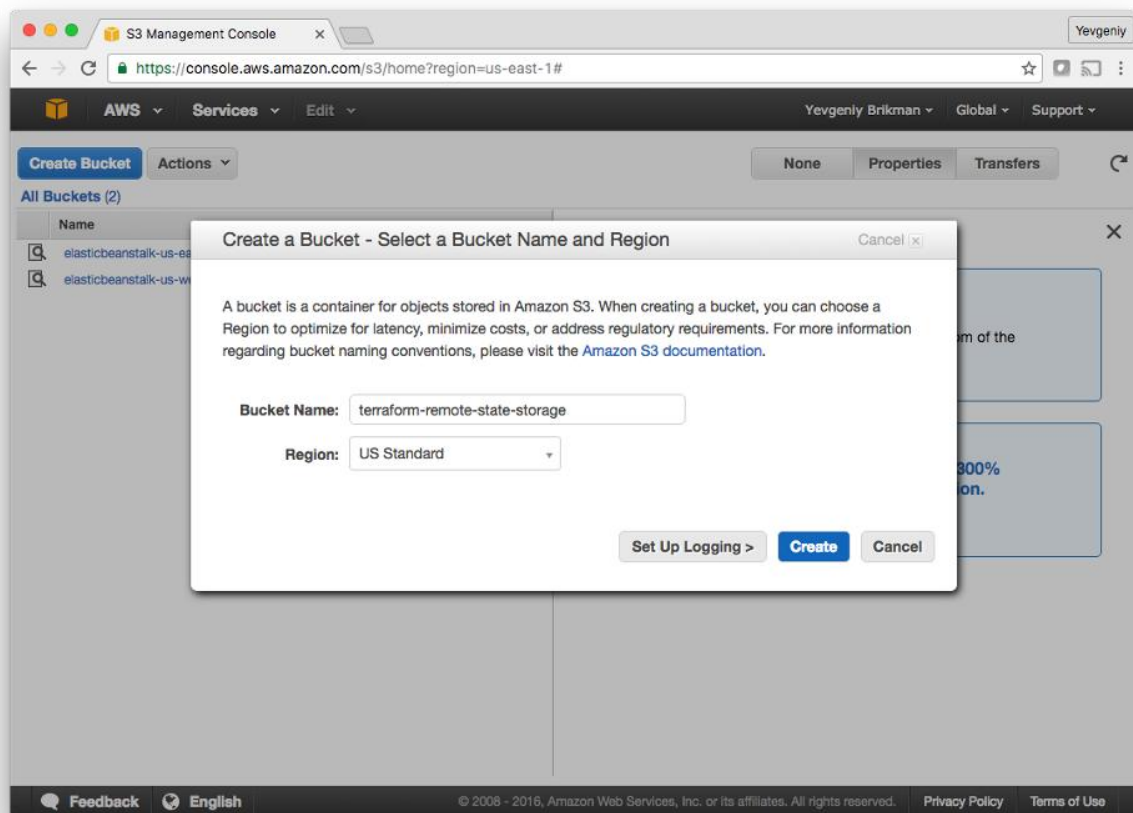 S3 Management Console
Yevgeniy
https://console.aws.amazon.com/s3/home?region=us-east-1#
AWS Services Edit Yevgeniy Brikman Global Support
Create Bucket Actions None Properties Transfers
All Buckets (2)
Name
elasticbeanstalk-us-ea
elasticbeanstalk-us-w
Create a Bucket - Select a Bucket Name and Region Cancel x
A bucket is a container for objects stored in Amazon S3. When creating a bucket, you can choose a
Region to optimize for latency, minimize costs, or address regulatory requirements. For more information
regarding bucket naming conventions, please visit the Amazon S3 documentation.
om of the
Bucket Name: terraform-remote-state-storage
Region: US Standard
300%
ion.
Set Up Logging > Create Cancel
Feedback English © 2008 - 2016, Amazon Web Services, Inc. or its affiliates. All rights reserved. Privacy Policy Terms of Use